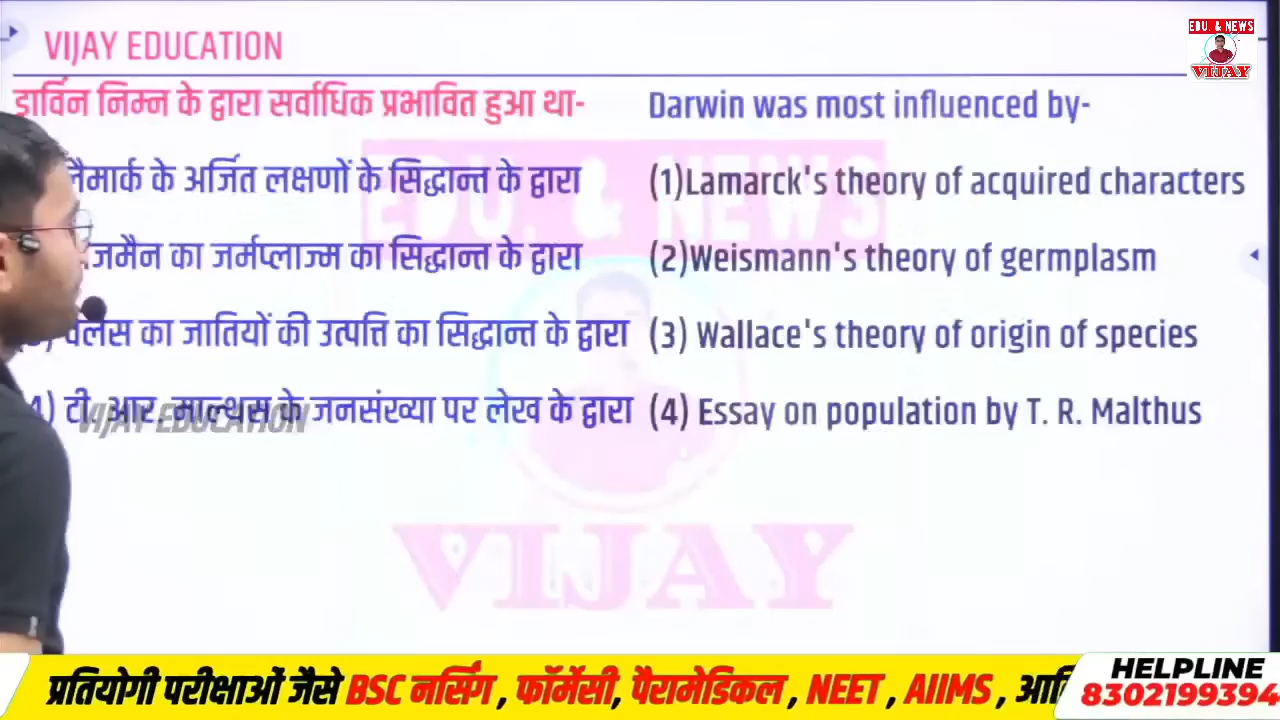 VIJAY EDUCATION
EDU. & NEWS
VIJAY
डार्विन निम्न के द्वारा सर्वाधिक प्रभावित हुआ था-
Darwin was most influenced by-
लैमार्क के अर्जित लक्षणों के सिद्धान्त के द्वारा
(1)Lamarck's theory of acquired characters
का जर्मप्लाज्म का सिद्धान्त के द्वारा
(2)Weismann's theory of germplasm
वैलेस का जातियों की उत्पत्ति का सिद्धान्त के द्वारा
(3) Wallace's theory of origin of species
टी. आर. माल्थस के जनसंख्या पर लेख के द्वारा
(4) Essay on population by T. R. Malthus
VIJAY EDUCATION
EDU. & NEWS
VIJAY
प्रतियोगी परीक्षाओं जैसे BSC नर्सिंग , फॉर्मेसी, पैरामेडिकल , NEET , AIIMS ,
HELPLINE
8302199394